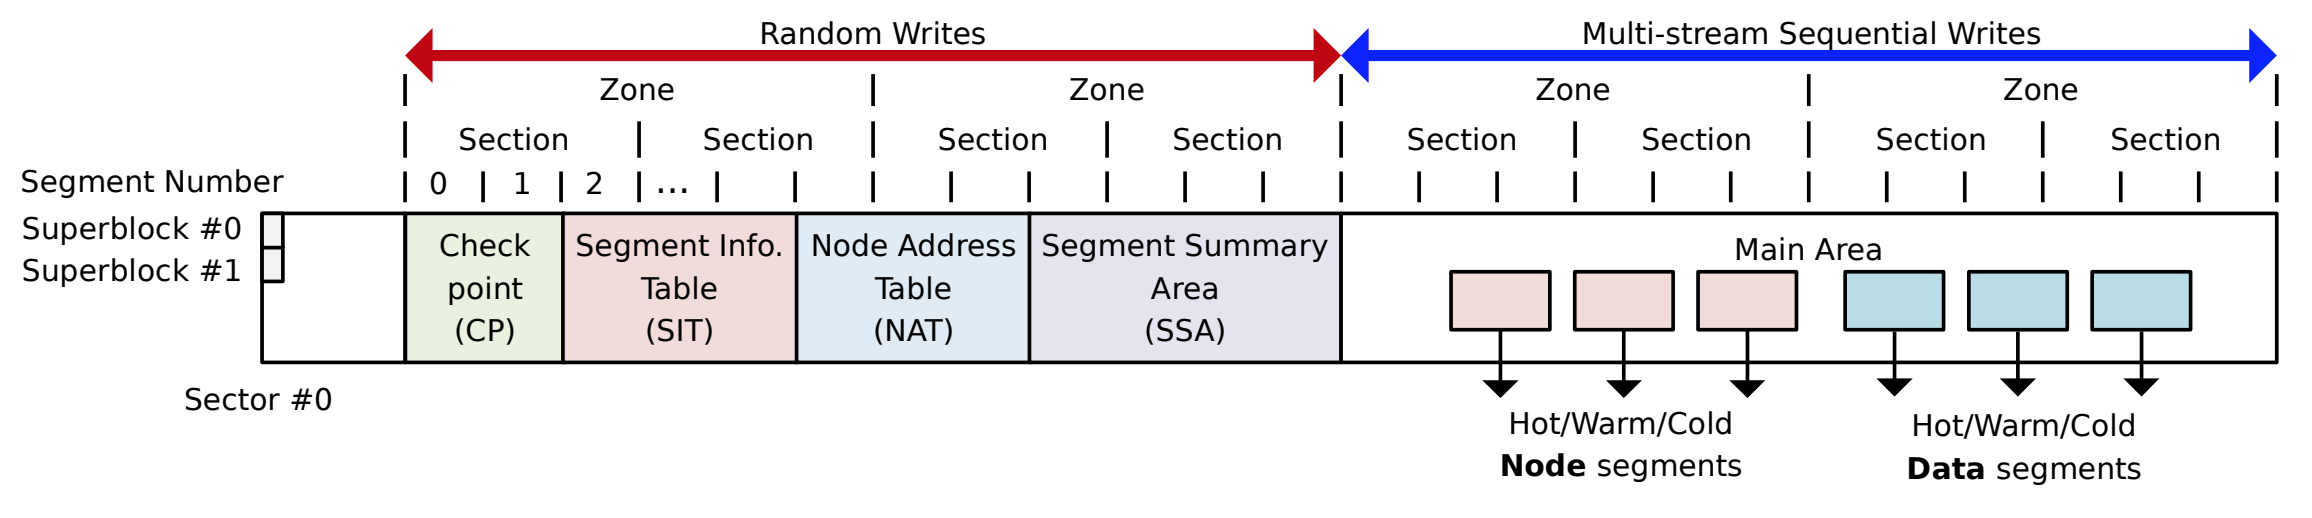 Random Writes
Multi-stream Sequential Writes
Zone
Zone
Zone
Zone
Section
Section
Section
Section
Section
Section
Section
Section
Segment Number
0
1
2
...
Superblock #0
Superblock #1
Check
point
(CP)
Segment Info.
Table
(SIT)
Node Address
Table
(NAT)
Segment Summary
Area
(SSA)
Main Area
Sector #0
Hot/Warm/Cold
Node segments
Hot/Warm/Cold
Data segments